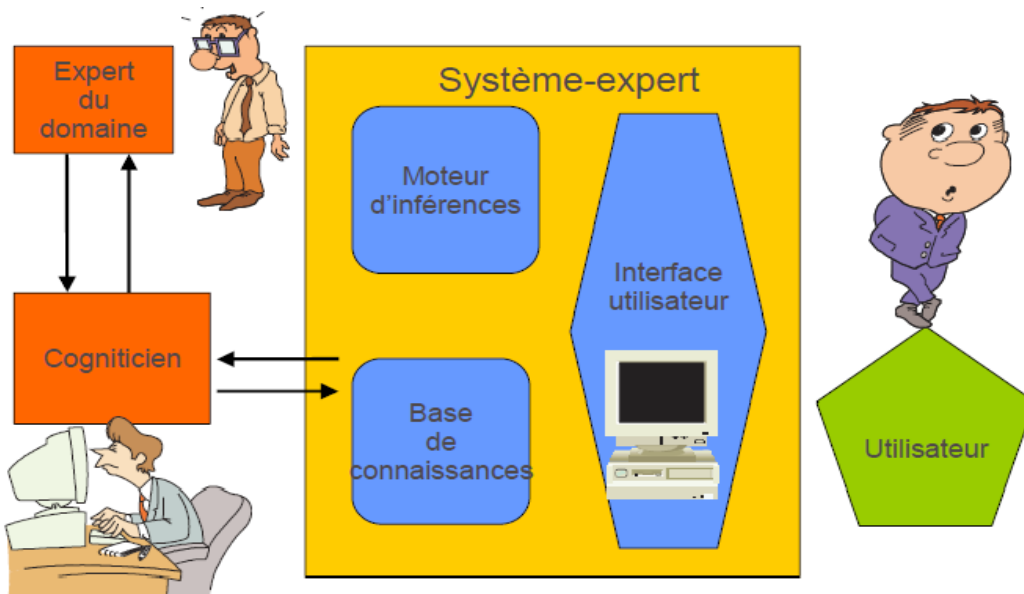 Expert
du
domaine
Cogniticien
Système-expert
Moteur
d'inférences
Base
de
connaissances
Interface
utilisateur
Utilisateur